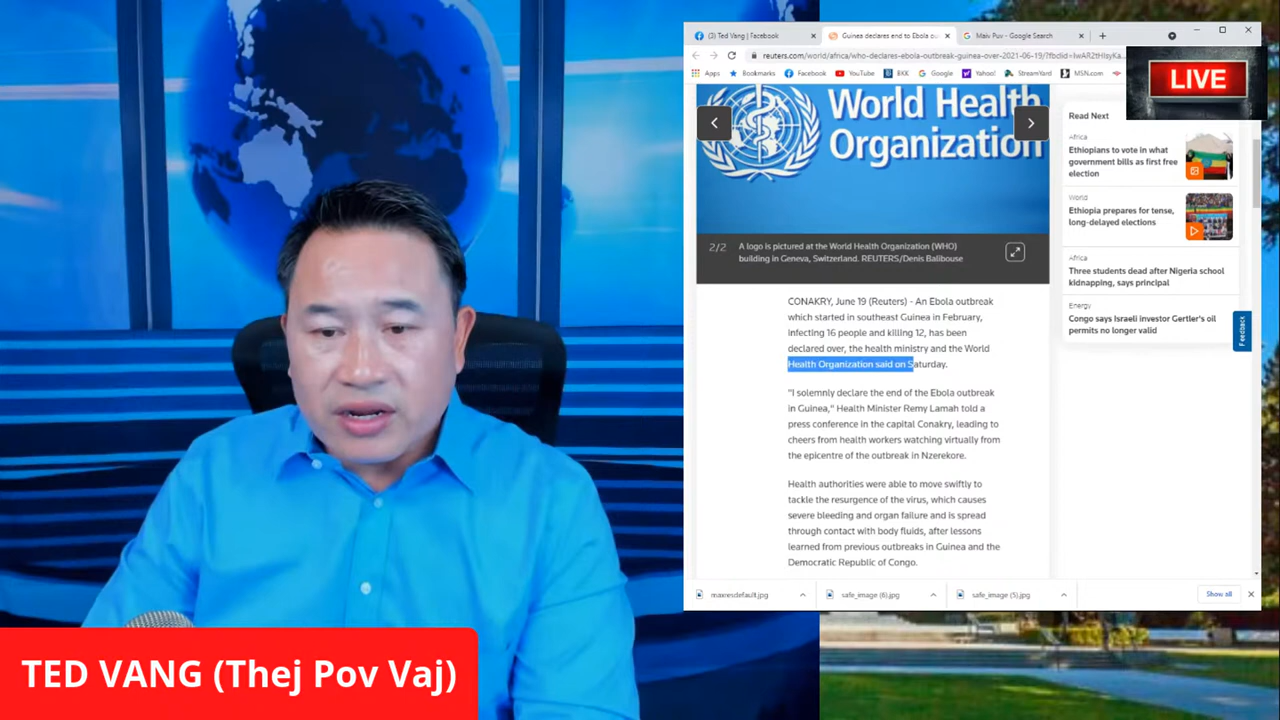 (3) Ted Vang | Facebook
Guinea declares end to Ebola ou
Maiv Puv - Google Search
reuters.com/world/africa/who-declares-ebola-outbreak-guinea-over-2021-06-19/?fbclid=IwAR2tHlsyKa...
Apps
Bookmarks
Facebook
YouTube
BKK
Google
Yahoo!
StreamYard
MSN.com
LIVE
World Health
Organization
2/2
A logo is pictured at the World Health Organization (WHO)
building in Geneva, Switzerland. REUTERS/Denis Balibouse
CONAKRY, June 19 (Reuters) - An Ebola outbreak
which started in southeast Guinea in February,
infecting 16 people and killing 12, has been
declared over, the health ministry and the World
Health Organization said on Saturday.
"I solemnly declare the end of the Ebola outbreak
in Guinea," Health Minister Remy Lamah told a
press conference in the capital Conakry, leading to
cheers from health workers watching virtually from
the epicentre of the outbreak in Nzerekore.
Health authorities were able to move swiftly to
tackle the resurgence of the virus, which causes
severe bleeding and organ failure and is spread
through contact with body fluids, after lessons
learned from previous outbreaks in Guinea and the
Democratic Republic of Congo.
Read Next
Africa
Ethiopians to vote in what
government bills as first free
election
World
Ethiopia prepares for tense,
long-delayed elections
Africa
Three students dead after Nigeria school
kidnapping, says principal
Energy
Congo says Israeli investor Gertler's oil
permits no longer valid
Feedback
maxresdefault.jpg
safe_image (6).jpg
safe_image (5).jpg
Show all
TED VANG (Thej Pov Vaj)